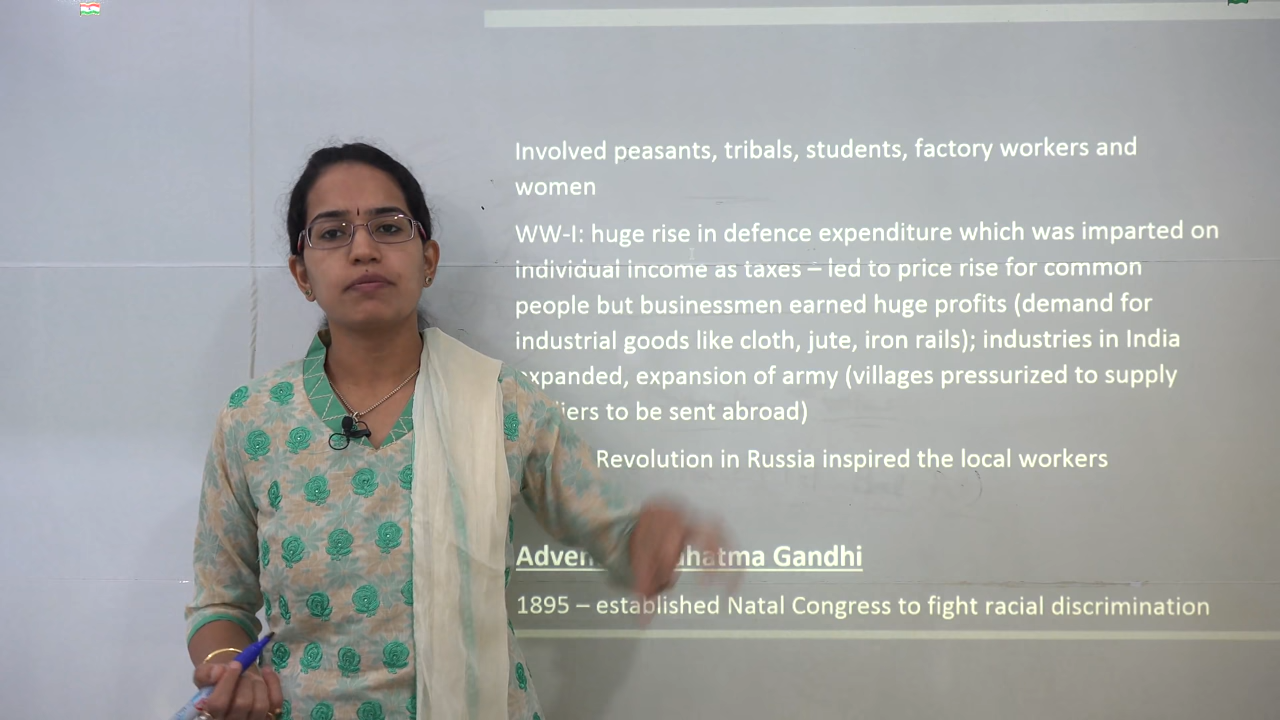 Involved peasants, tribals, students, factory workers and
women
WW-I: huge rise in defence expenditure which was imparted on
individual income as taxes – led to price rise for common
people but businessmen earned huge profits (demand for
industrial goods like cloth, jute, iron rails); industries in India
expanded, expansion of army (villages pressurized to supply
to be sent abroad)
Revolution in Russia inspired the local workers
Gandhi
1895 – established Natal Congress to fight racial discrimination